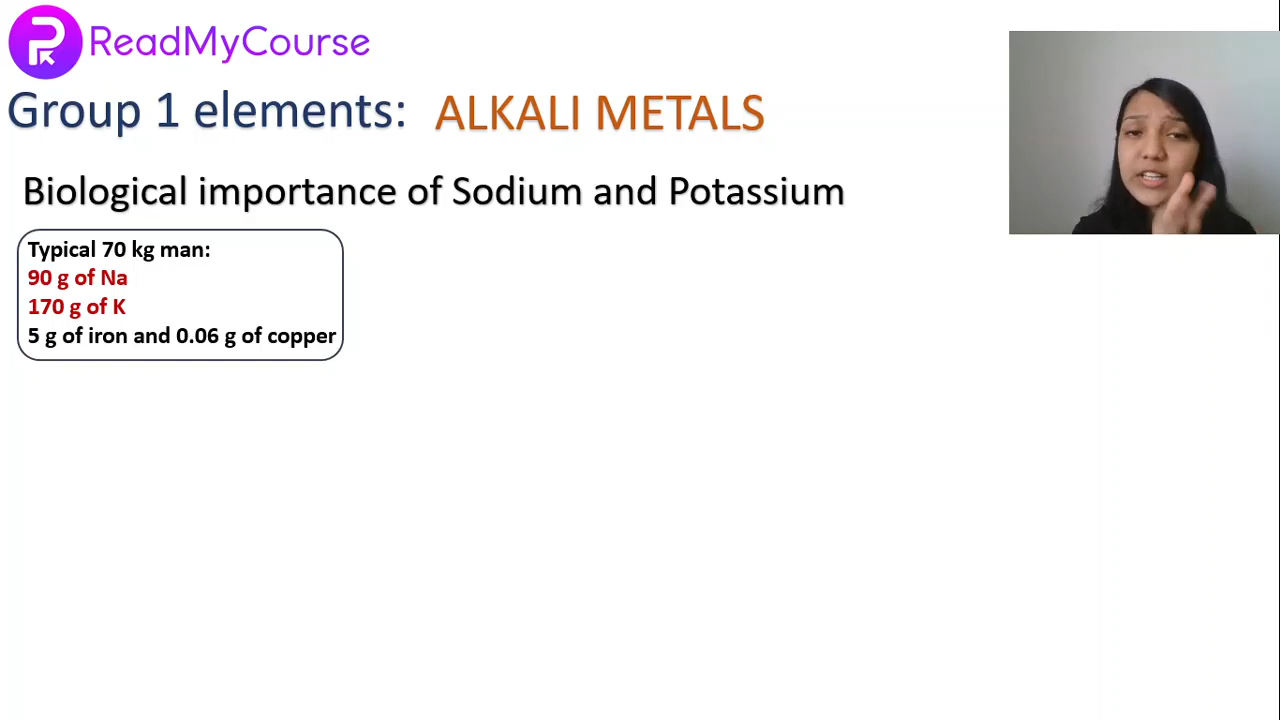 ReadMyCourse
Group 1 elements: ALKALI METALS
Biological importance of Sodium and Potassium
Typical 70 kg man:
90 g of Na
170 g of K
5 g of iron and 0.06 g of copper